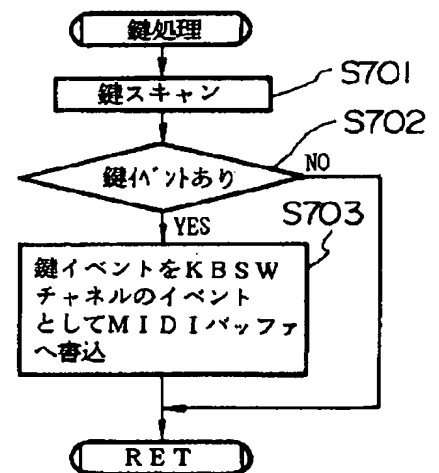 鍵処理
鍵スキャン
S701
S702
鍵イベントあり
NO
YES
S703
鍵イベントをKBSW
チャネルのイベント
としてMIDIバッファ
へ書込
RET